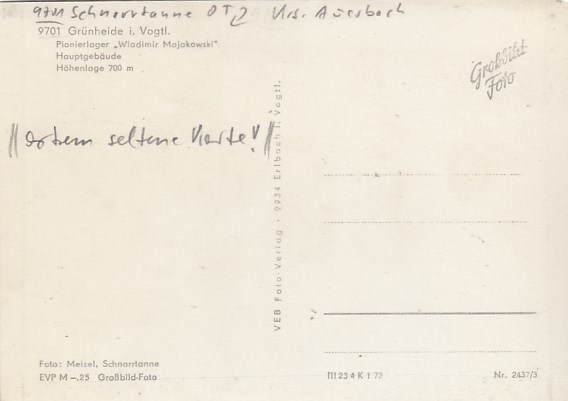 9701 Schnarrtanne OT Krs. Auerbach
9701 Grünheide i. Vogtl.
Pionierlager „Wladimir Majakowski"
Hauptgebäude
Höhenlage 700 m
Großbild-
Foto
extrem seltene Karte!
VEB Foto-Verlag · 9934 Erlbach i. Vogtl.
Foto: Meisel, Schnarrtanne
EVP M –.25 Großbild-Foto
III 23 4 K 1 72
Nr. 2437/3